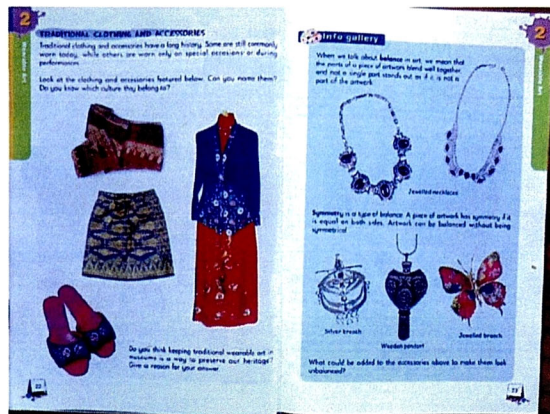 2
Wearable Art
TRADITIONAL CLOTHING AND ACCESSORIES
Traditional clothing and accessories have a long history. Some are still commonly
worn today, while others are worn only on special occasions or during
performances.
Look at the clothing and accessories featured below. Can you name them?
Do you know which culture they belong to?
Do you think keeping traditional wearable art in
museums is a way to preserve our heritage?
Give a reason for your answer.
22
2
Wearable Art
Info gallery
When we talk about balance in art, we mean that
the parts of a piece of artwork blend well together,
and not a single part stands out as if it is not a
part of the artwork.
Jewelled necklaces
Symmetry is a type of balance. A piece of artwork has symmetry if it
is equal on both sides. Artwork can be balanced without being
symmetrical.
Silver brooch
Wooden pendant
Jewelled brooch
What could be added to the accessories above to make them look
unbalanced?
23